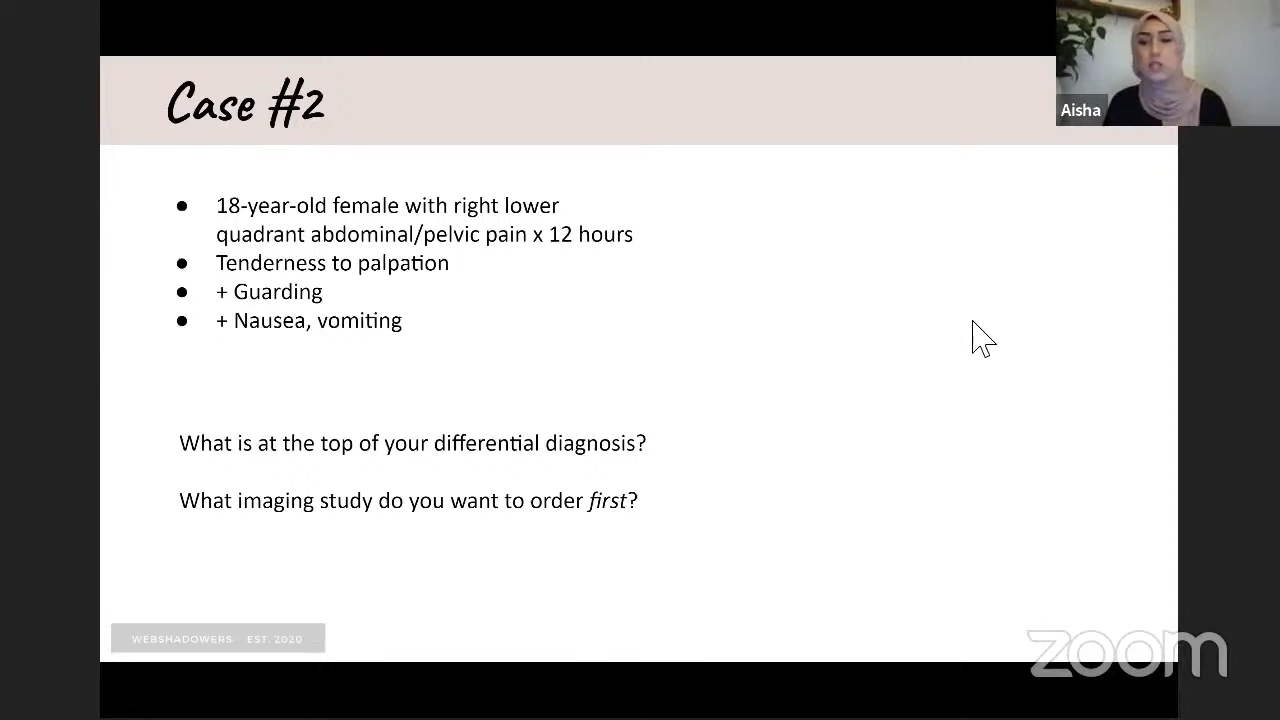 Case #2
Aisha
● 18-year-old female with right lower
quadrant abdominal/pelvic pain x 12 hours
● Tenderness to palpation
● + Guarding
● + Nausea, vomiting
What is at the top of your differential diagnosis?
What imaging study do you want to order first?
WEBSHADOWERS EST. 2020
zoom